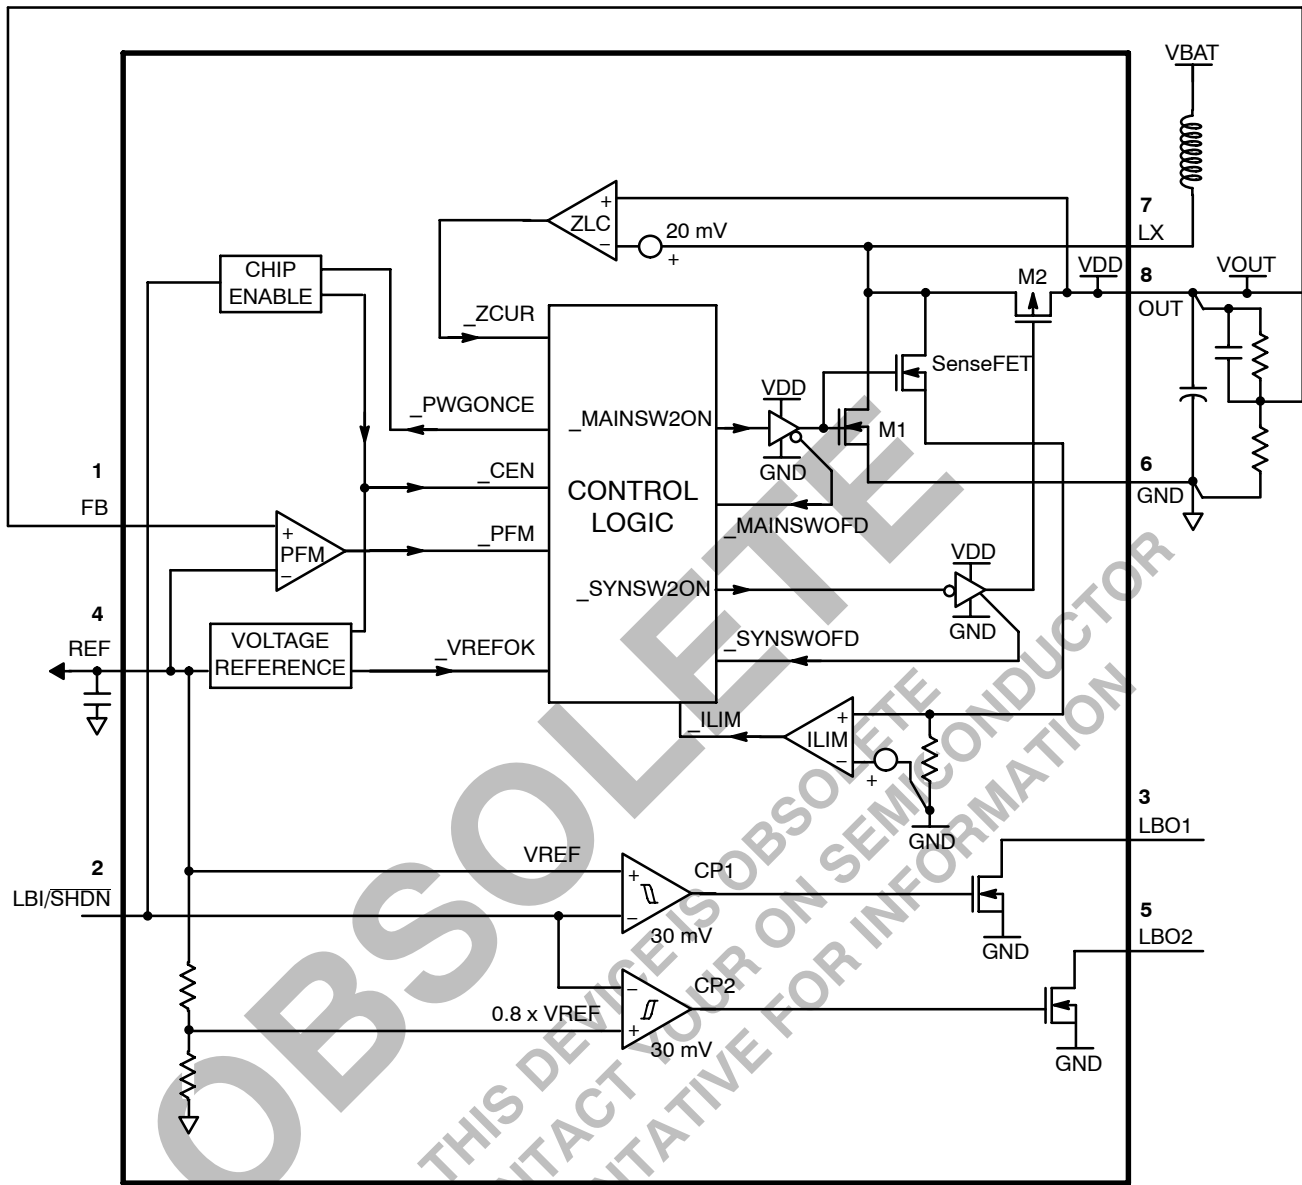 VBAT
7
LX
+
ZLC
−
20 mV
+
CHIP
ENABLE
M2
VDD
8
OUT
VOUT
_ZCUR
SenseFET
VDD
_PWGONCE
_MAINSW2ON
M1
GND
6
GND
1
FB
_CEN
CONTROL
LOGIC
_MAINSWOFD
+
PFM
−
_PFM
VDD
_SYNSW2ON
GND
4
REF
VOLTAGE
REFERENCE
_VREFOK
_SYNSWOFD
_ILIM
+
ILIM
−
+
GND
3
LBO1
VREF
CP1
+
−
30 mV
2
LBI/SHDN
GND
5
LBO2
CP2
−
+
0.8 x VREF
30 mV
GND
OBSOLETE
THIS DEVICE IS OBSOLETE
NTACT YOUR ON SEMICONDUCTOR
NTATIVE FOR INFORMATION